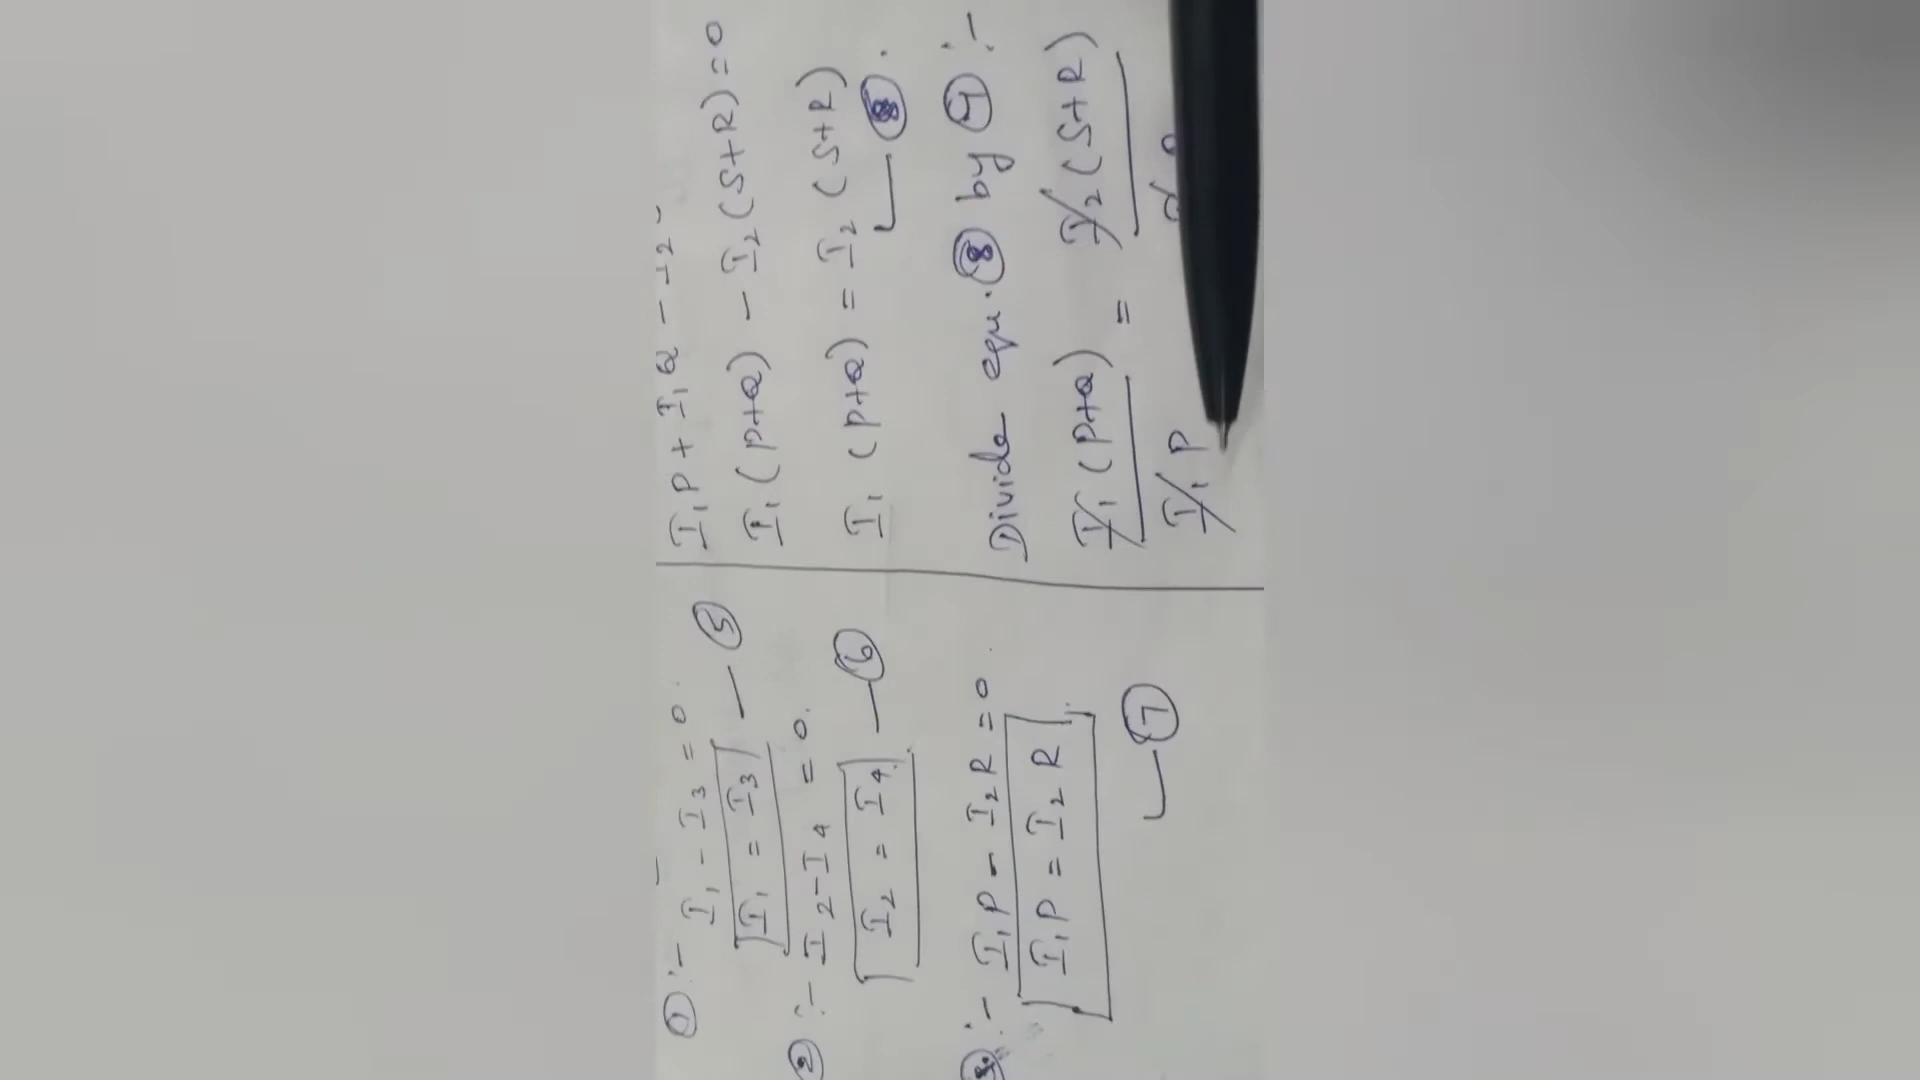 ① :- I₁ - I₃ = 0.
I₁ = I₃ — ⑤
② :- I₂ - I₄ = 0.
I₂ = I₄ — ⑥
:- I₁P - I₂R = 0.
I₁P = I₂R.
⑦
I₁P + I₁Q - I₂
I₁(P+Q) - I₂(S+R) = 0
I₁(P+Q) = I₂(S+R)
⑧.
Divide equ. ⑧ by ⑦ :-
I₁(P+Q) = I₂(S+R)
I₁P